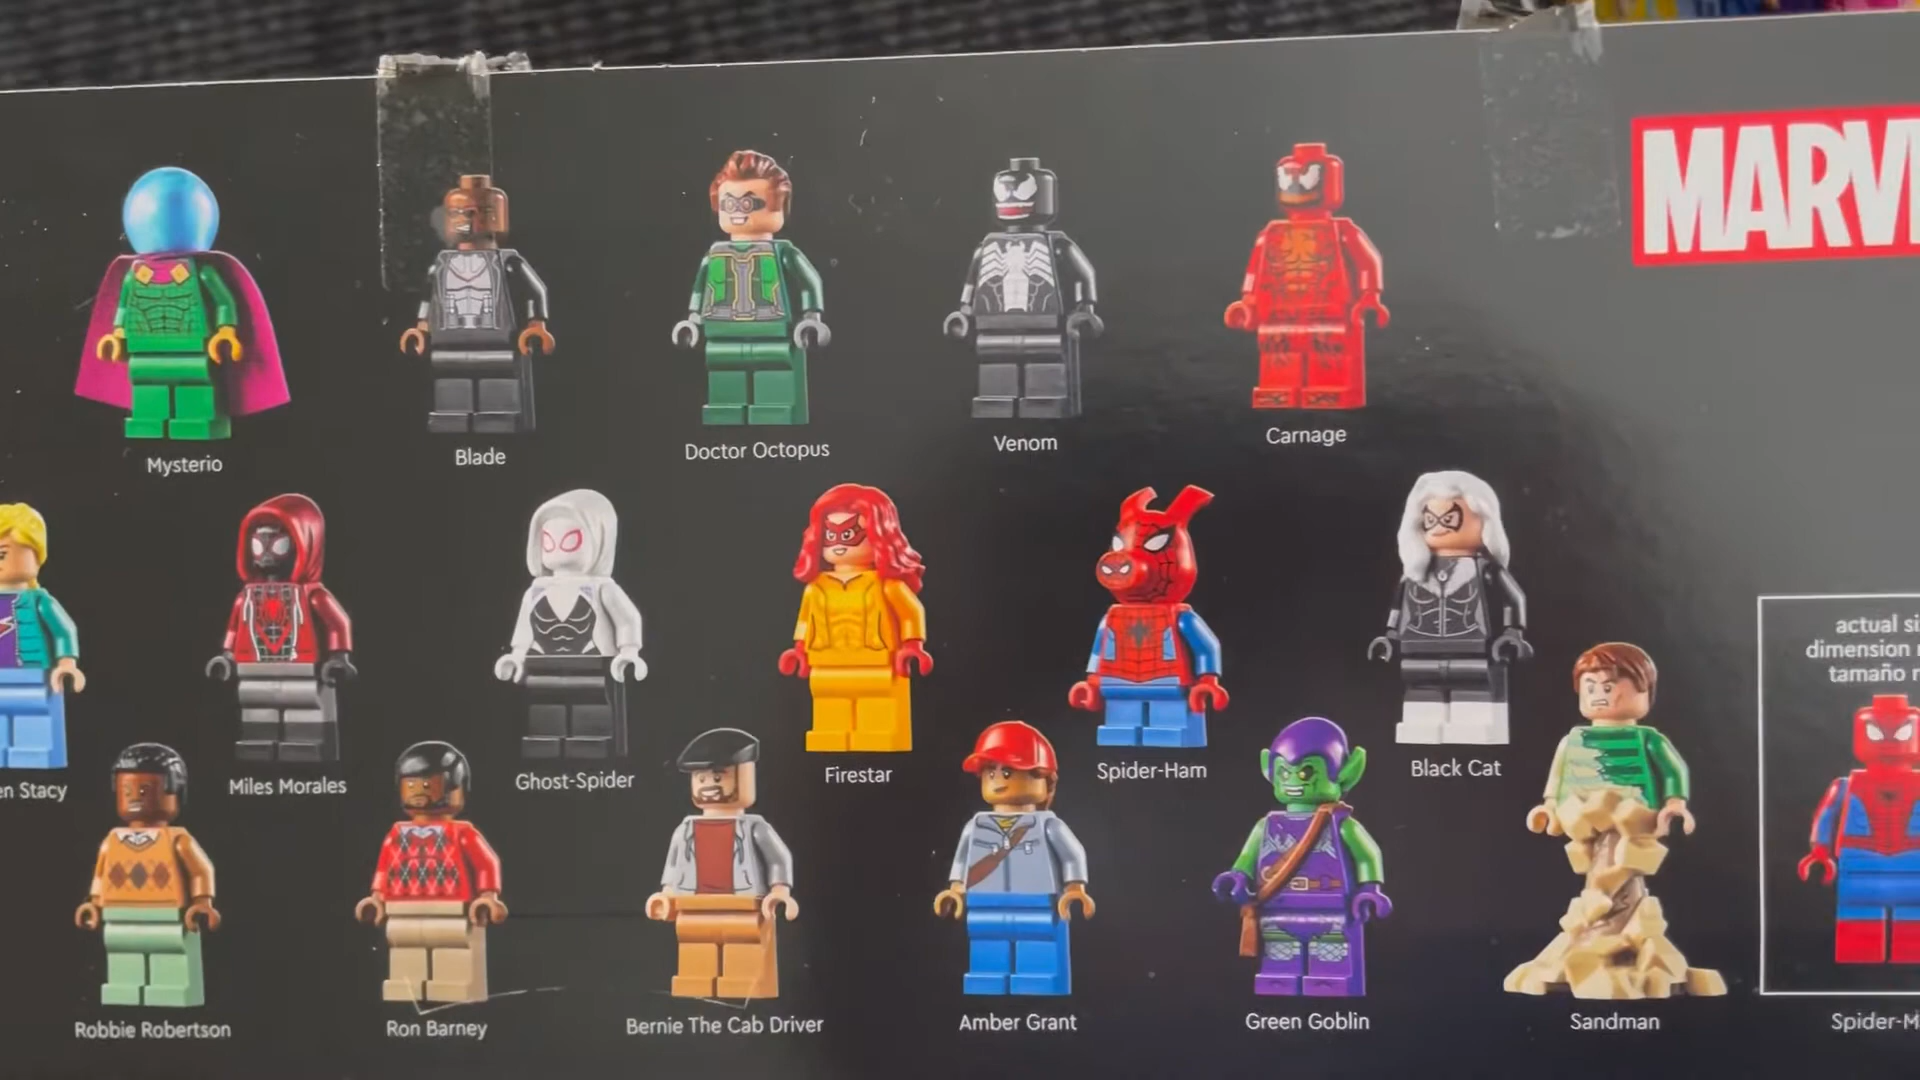 MARV
Mysterio
Blade
Doctor Octopus
Venom
Carnage
actual si
dimension
tamaño r
en Stacy
Miles Morales
Ghost-Spider
Firestar
Spider-Ham
Black Cat
Robbie Robertson
Ron Barney
Bernie The Cab Driver
Amber Grant
Green Goblin
Sandman
Spider-M